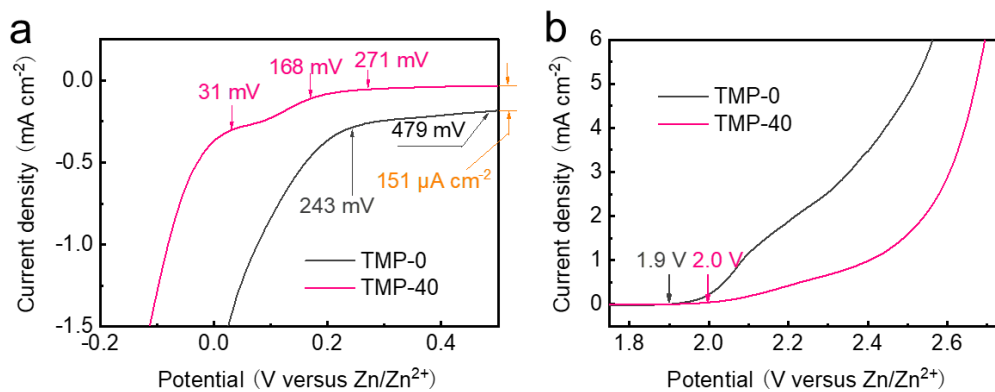 a
Current density (mA cm⁻²)
0.0
-0.5
-1.0
-1.5
31 mV
168 mV
271 mV
479 mV
151 μA cm⁻²
243 mV
TMP-0
TMP-40
-0.2
0.0
0.2
0.4
Potential (V versus Zn/Zn²⁺)
b
Current density (mA cm⁻²)
6
5
4
3
2
1
0
TMP-0
TMP-40
1.9 V
2.0 V
1.8
2.0
2.2
2.4
2.6
Potential (V versus Zn/Zn²⁺)